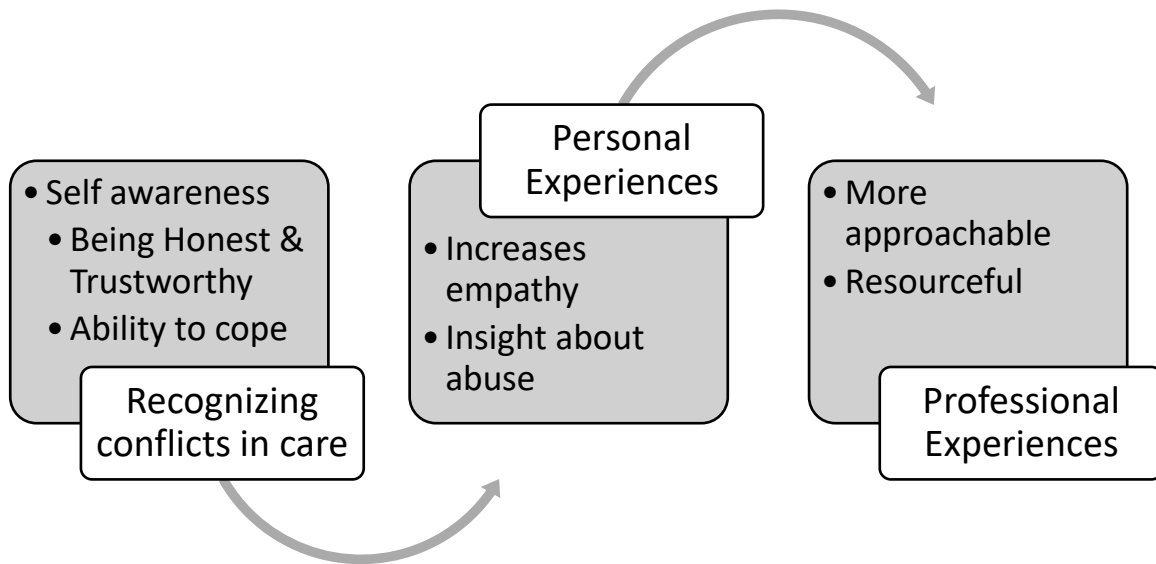 • Self awareness
• Being Honest &
Trustworthy
• Ability to cope
Recognizing
conflicts in care
Personal
Experiences
• Increases
empathy
• Insight about
abuse
• More
approachable
• Resourceful
Professional
Experiences